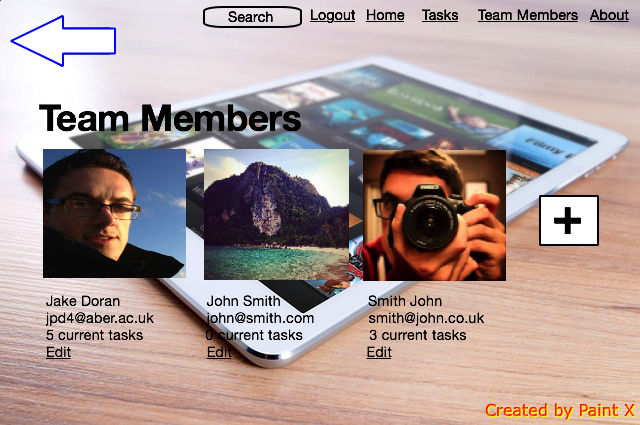 Search Logout Home Tasks Team Members About
Team Members
Jake Doran
jpd4@aber.ac.uk
5 current tasks
Edit
John Smith
john@smith.com
0 current tasks
Edit
Smith John
smith@john.co.uk
3 current tasks
Edit
+
Created by Paint X